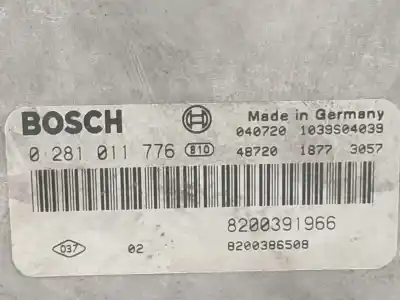 BOSCH
Made in Germany
040720 1039S04039
0 281 011 776 810 48720 1877 3057
8200391966
037 02 8200386508